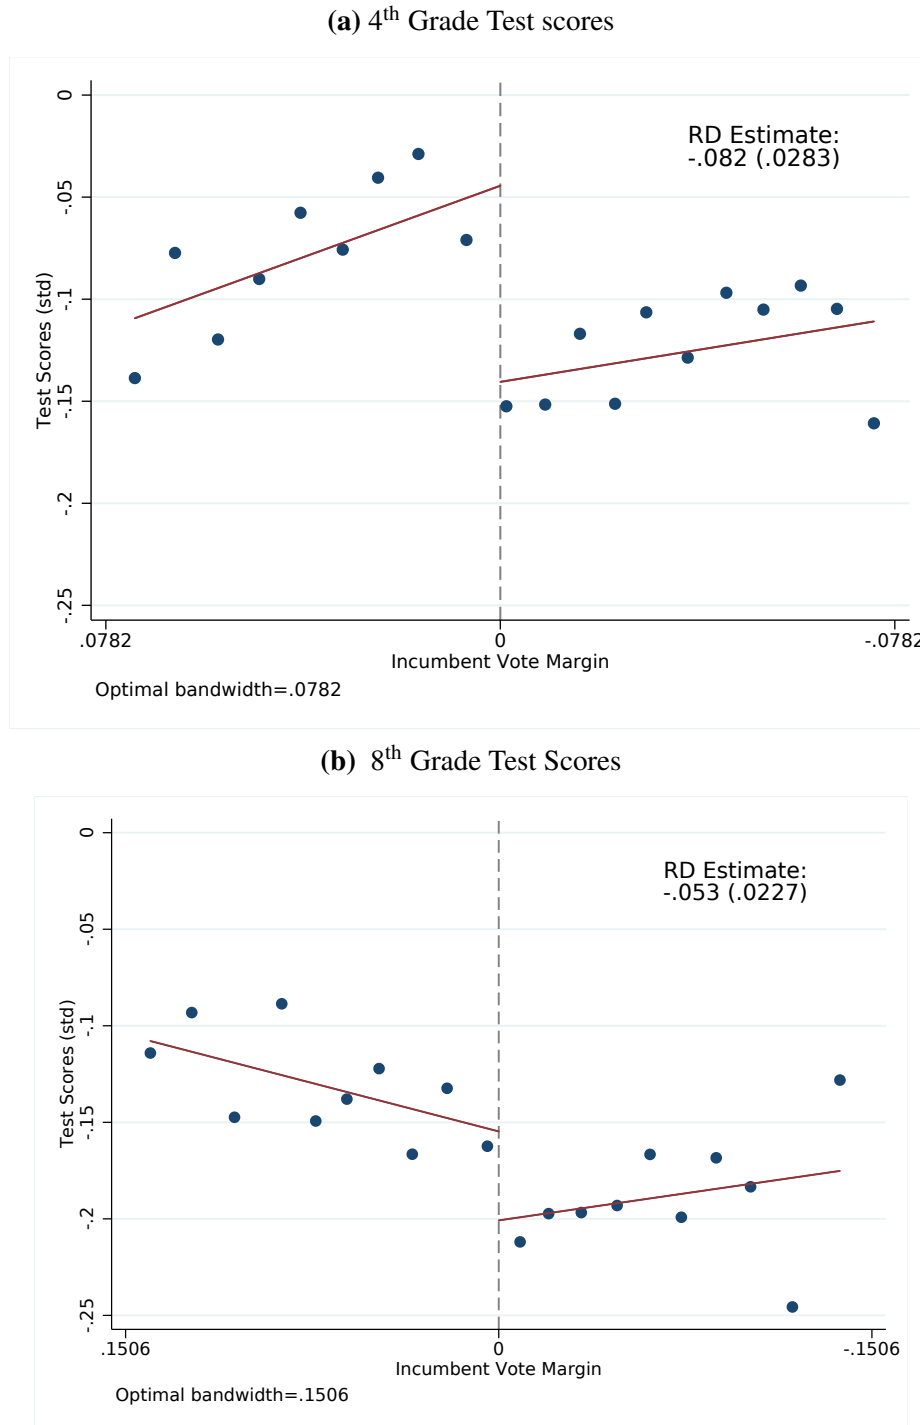 (a) 4th Grade Test scores
RD Estimate:
-.082 (.0283)
Test Scores (std)
0
-.05
-.1
-.15
-.2
-.25
.0782
0
-.0782
Incumbent Vote Margin
Optimal bandwidth=.0782
(b) 8th Grade Test Scores
RD Estimate:
-.053 (.0227)
Test Scores (std)
0
-.05
-.1
-.15
-.2
-.25
.1506
0
-.1506
Incumbent Vote Margin
Optimal bandwidth=.1506